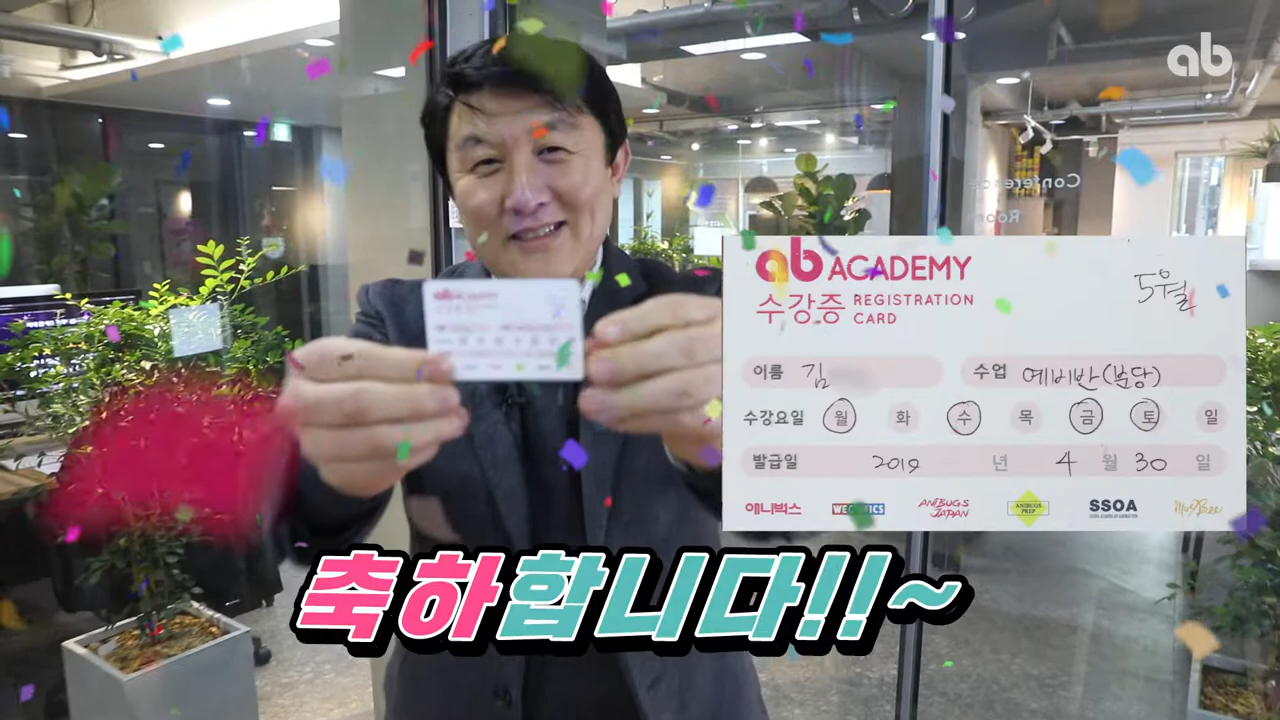 ab
Conference
Room
ab ACADEMY
수강증 REGISTRATION CARD
5월
이름 김
수업 예비반(분당)
수강요일 월 화 수 목 금 토 일
발급일 2019 년 4 월 30 일
애니벅스
ANIBUGS JAPAN
ANIBUGS PREP
SSOA
ab ACADEMY
축하합니다!!~